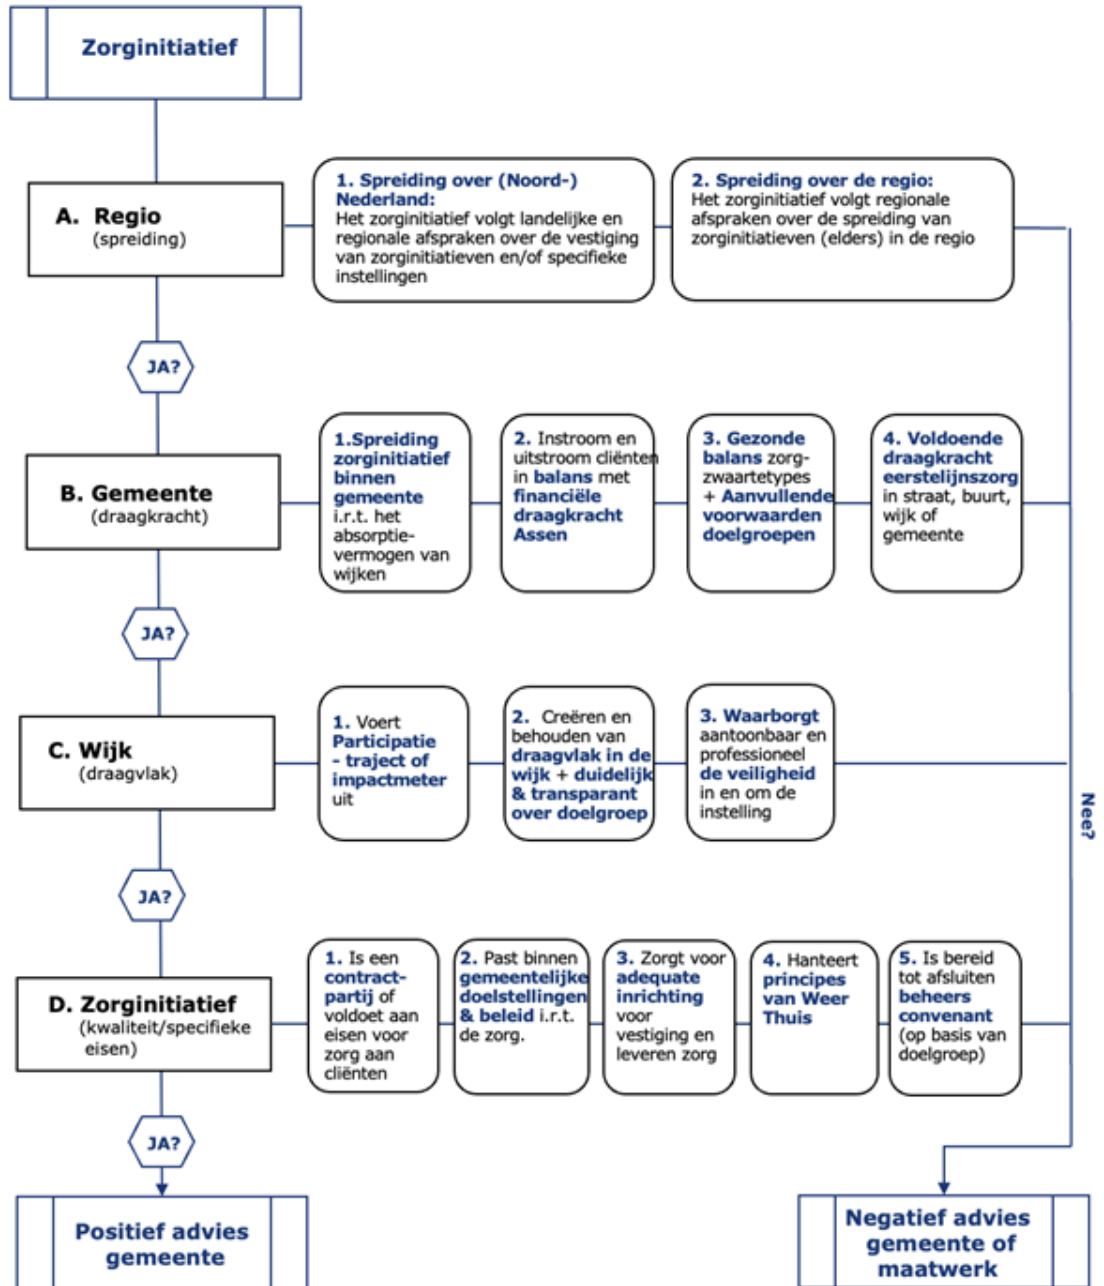 Zorginitiatief
A. Regio
(spreiding)
1. Spreiding over (Noord-)
Nederland:
Het zorginitiatief volgt landelijke en
regionale afspraken over de vestiging
van zorginitiatieven en/of specifieke
instellingen
2. Spreiding over de regio:
Het zorginitiatief volgt regionale
afspraken over de spreiding van
zorginitiatieven (elders) in de regio
JA?
B. Gemeente
(draagkracht)
1.Spreiding
zorginitiatief
binnen
gemeente
i.r.t. het
absorptie-
vermogen van
wijken
2. Instroom en
uitstroom cliënten
in balans met
financiële
draagkracht
Assen
3. Gezonde
balans zorg-
zwaartetypes
+ Aanvullende
voorwaarden
doelgroepen
4. Voldoende
draagkracht
eerstelijnszorg
in straat, buurt,
wijk of
gemeente
JA?
C. Wijk
(draagvlak)
1. Voert
Participatie
- traject of
impactmeter
uit
2. Creëren en
behouden van
draagvlak in de
wijk + duidelijk
& transparant
over doelgroep
3. Waarborgt
aantoonbaar en
professioneel
de veiligheid
in en om de
instelling
Nee?
JA?
D. Zorginitiatief
(kwaliteit/specifieke
eisen)
1. Is een
contract-
partij of
voldoet aan
eisen voor
zorg aan
cliënten
2. Past binnen
gemeentelijke
doelstellingen
& beleid i.r.t.
de zorg.
3. Zorgt voor
adequate
inrichting
voor
vestiging en
leveren zorg
4. Hanteert
principes
van Weer
Thuis
5. Is bereid
tot afsluiten
beheers
convenant
(op basis van
doelgroep)
JA?
Positief advies
gemeente
Negatief advies
gemeente of
maatwerk